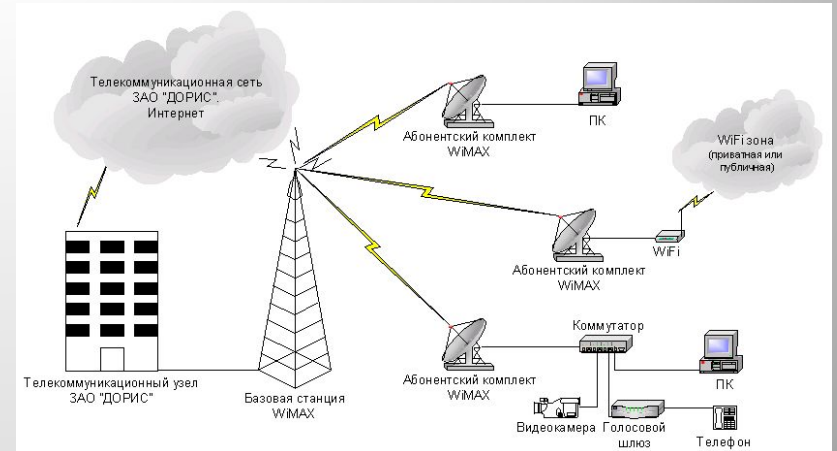 Телекоммуникационная сеть
ЗАО "ДОРИС".
Интернет
Абонентский комплект
WiMAX
ПК
WiFi зона
(приватная или
публичная)
Абонентский комплект
WiMAX
WiFi
Коммутатор
Абонентский комплект
WiMAX
ПК
Телекоммуникационный узел
ЗАО "ДОРИС"
Базовая станция
WiMAX
Видеокамера
Голосовой
шлюз
Телефон